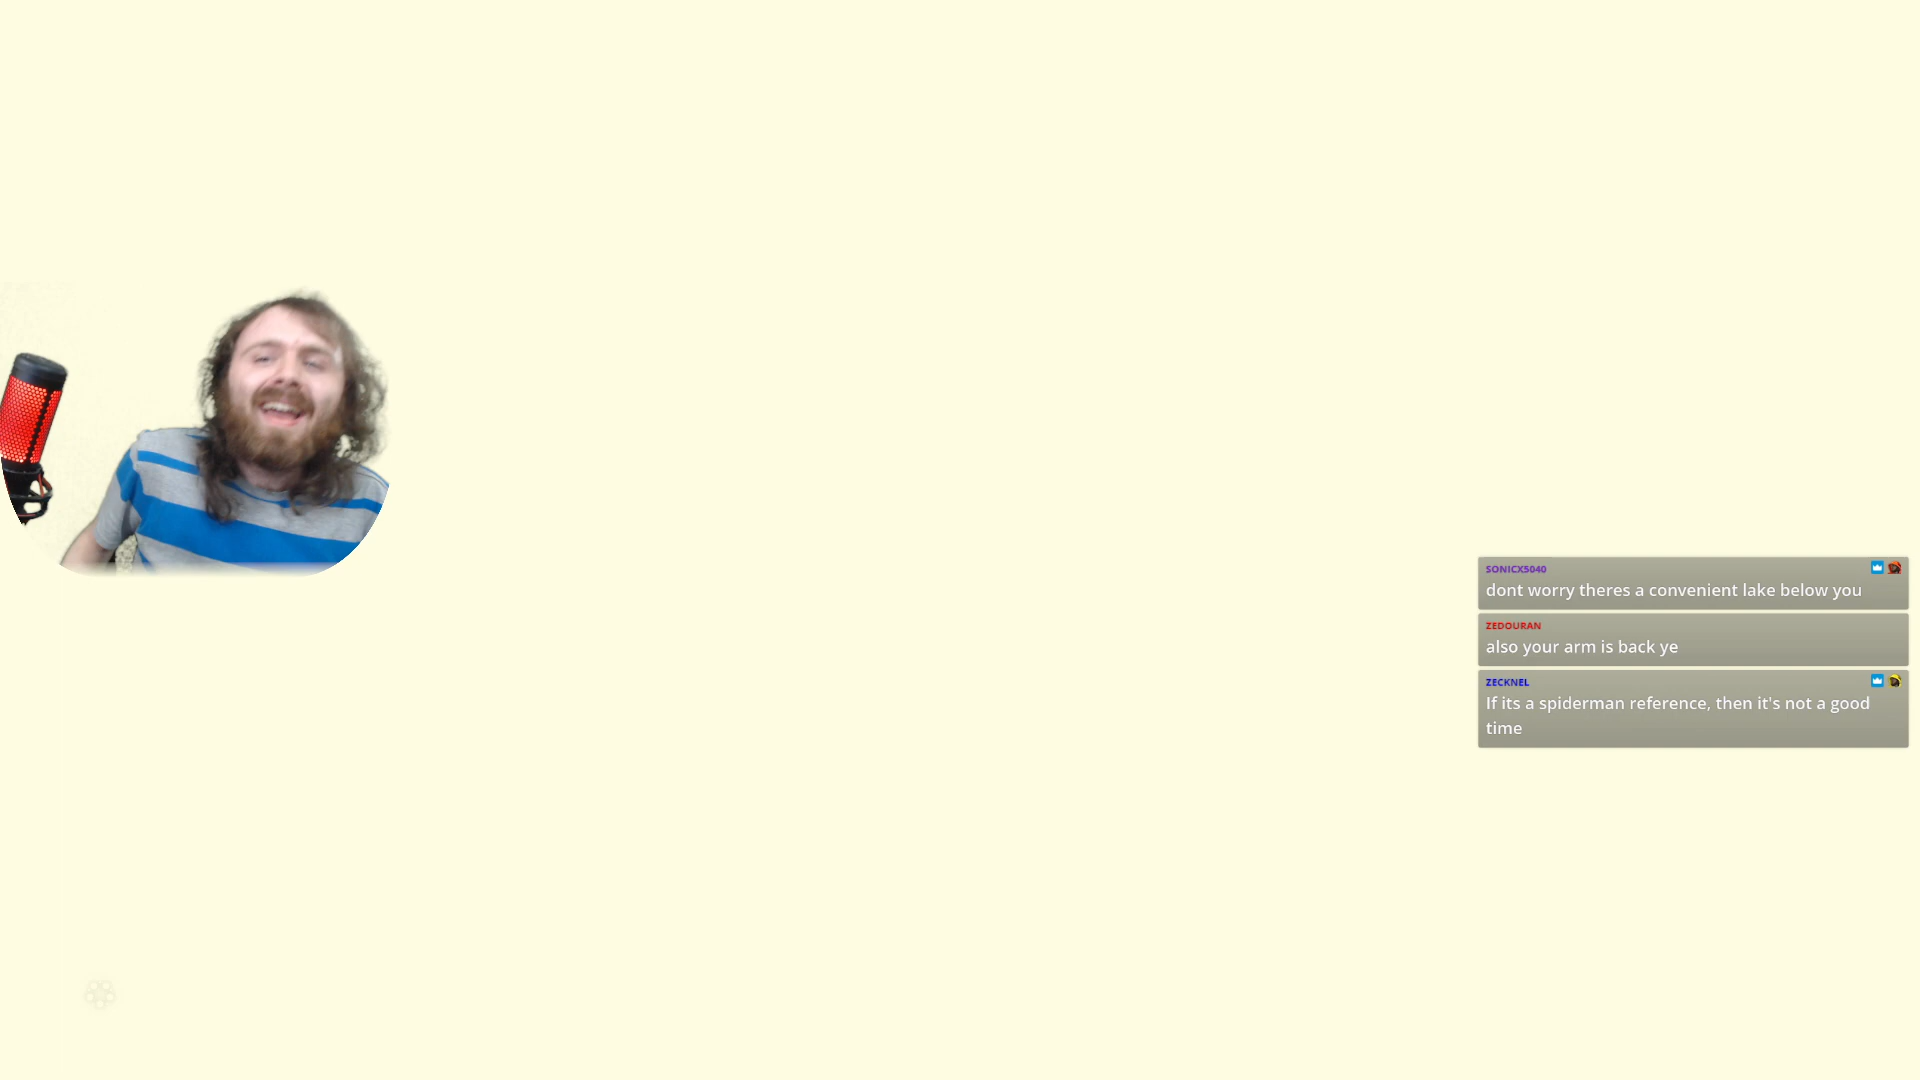 SONICX5040
dont worry theres a convenient lake below you
ZEDOURAN
also your arm is back ye
ZECKNEL
If its a spiderman reference, then it's not a good
time